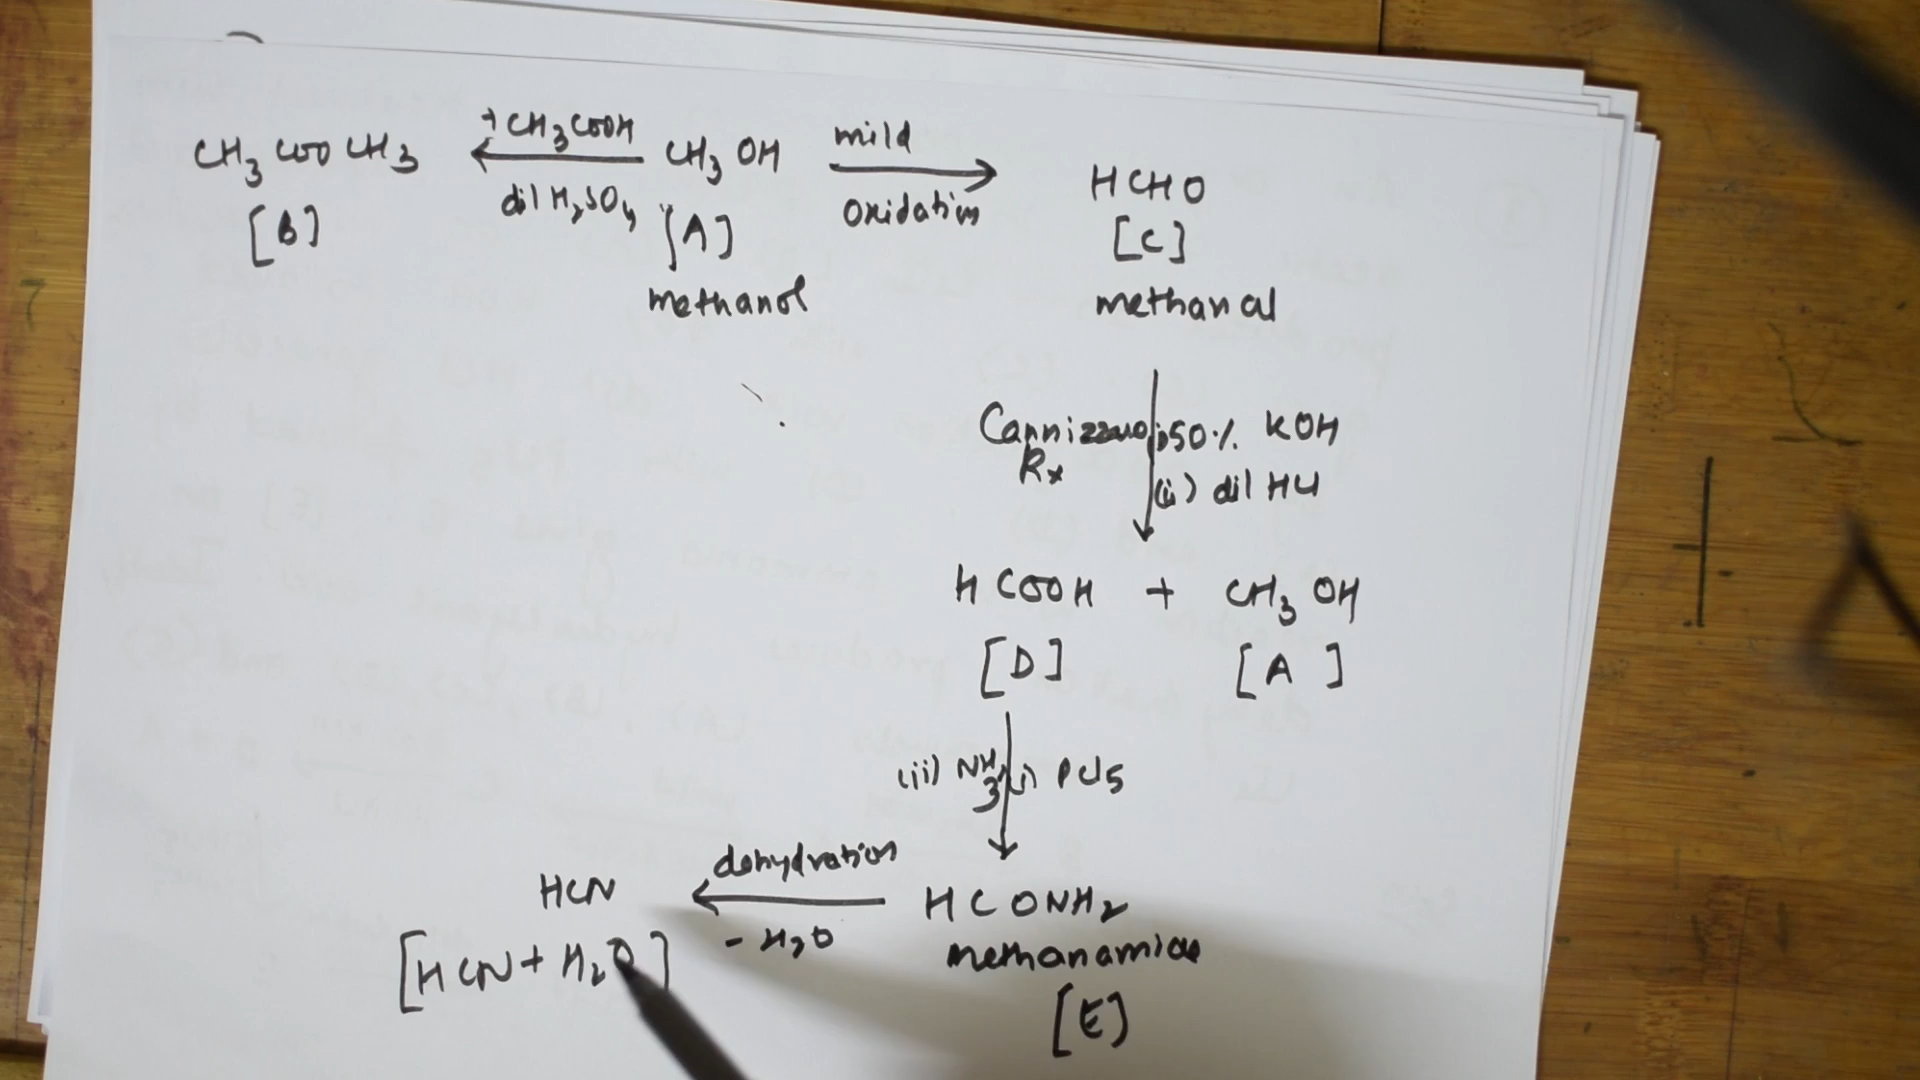 CH3COOCH3 +CH3COOH CH3OH mild HCHO
[B] dil H2SO4 [A] Oxidation [C]
methanol methanal
Cannizzaro i) 50% KOH
Rx (ii) dil HCl
HCOOH + CH3OH
[D] [A]
(ii) NH3 (i) PCl5
dehydration
HCN HCONH2
-H2O methanamide
[HCN+H2O]
[E]